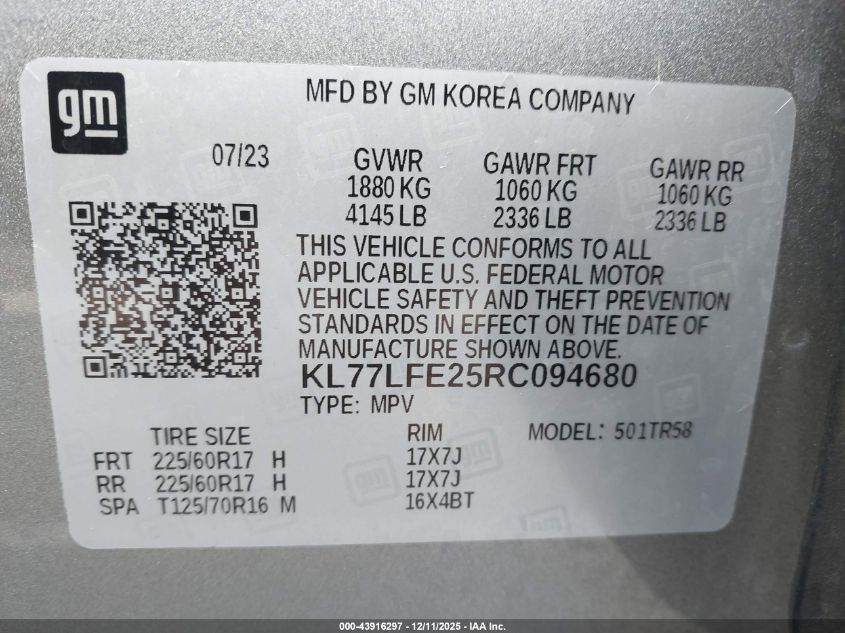 gm
MFD BY GM KOREA COMPANY
07/23
GVWR GAWR FRT GAWR RR
1880 KG 1060 KG 1060 KG
4145 LB 2336 LB 2336 LB
THIS VEHICLE CONFORMS TO ALL
APPLICABLE U.S. FEDERAL MOTOR
VEHICLE SAFETY AND THEFT PREVENTION
STANDARDS IN EFFECT ON THE DATE OF
MANUFACTURE SHOWN ABOVE.
KL77LFE25RC094680
TYPE: MPV
TIRE SIZE RIM MODEL: 501TR58
FRT 225/60R17 H 17X7J
RR 225/60R17 H 17X7J
SPA T125/70R16 M 16X4BT
000-43916297 - 12/11/2025 - IAA Inc.